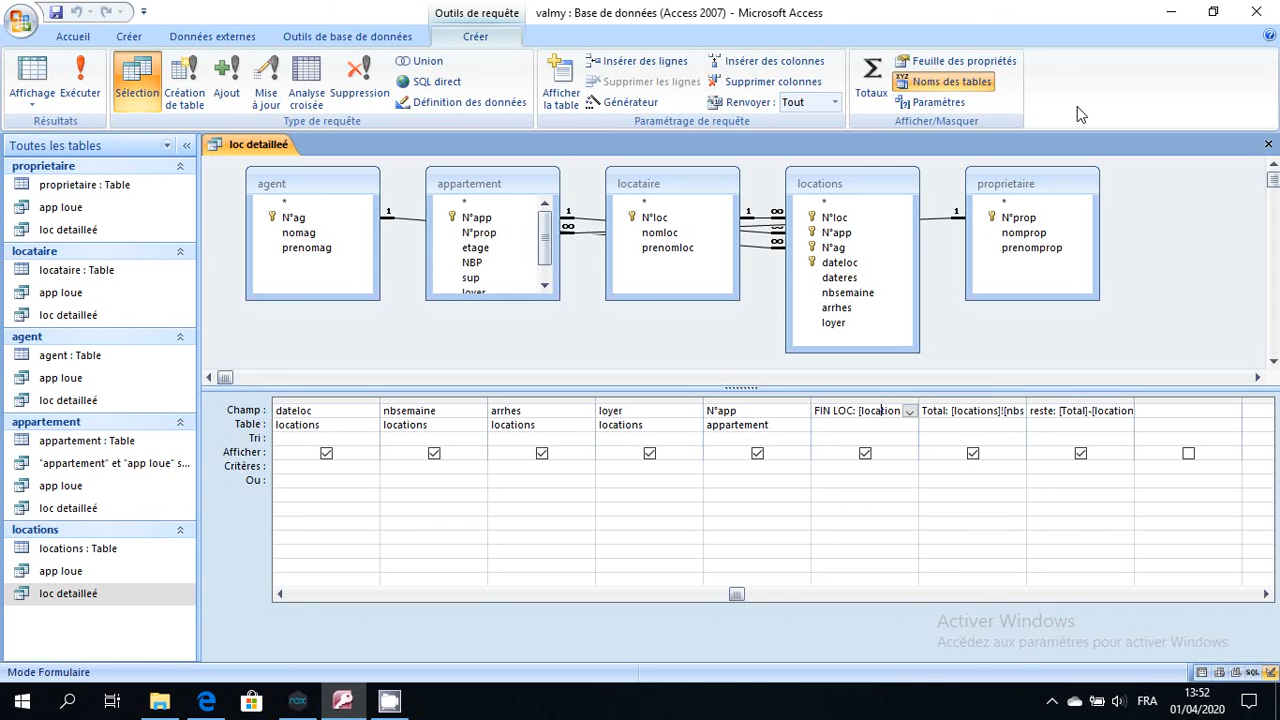 Outils de requête
valmy : Base de données (Access 2007) - Microsoft Access
Accueil
Créer
Données externes
Outils de base de données
Créer
Affichage
Exécuter
Résultats
Sélection
Création de table
Ajout
Mise à jour
Analyse croisée
Suppression
Union
SQL direct
Définition des données
Type de requête
Afficher la table
Insérer des lignes
Supprimer les lignes
Générateur
Insérer des colonnes
Supprimer colonnes
Renvoyer : Tout
Paramétrage de requête
Σ
Totaux
Feuille des propriétés
XYZ Noms des tables
Paramètres
Afficher/Masquer
Toutes les tables
«
proprietaire
proprietaire : Table
app loue
loc detailleé
locataire
locataire : Table
app loue
loc detailleé
agent
agent : Table
app loue
loc detailleé
appartement
appartement : Table
"appartement" et "app loue" s...
app loue
loc detailleé
locations
locations : Table
app loue
loc detailleé
loc detailleé
agent
*
N°ag
nomag
prenomag
1
appartement
*
N°app
N°prop
etage
NBP
sup
loyer
1
∞
locataire
*
N°loc
nomloc
prenomloc
1
∞
∞
locations
*
N°loc
N°app
N°ag
dateloc
dateres
nbsemaine
arrhes
loyer
1
proprietaire
*
N°prop
nomprop
prenomprop
Champ : dateloc nbsemaine arrhes loyer N°app FIN LOC: [location Total: [locations]![nbs reste: [Total]-[location
Table : locations locations locations locations appartement
Tri :
Afficher :
Critères :
Ou :
Activer Windows
Accédez aux paramètres pour activer Windows.
Mode Formulaire
SQL
nox
FRA
13:52
01/04/2020